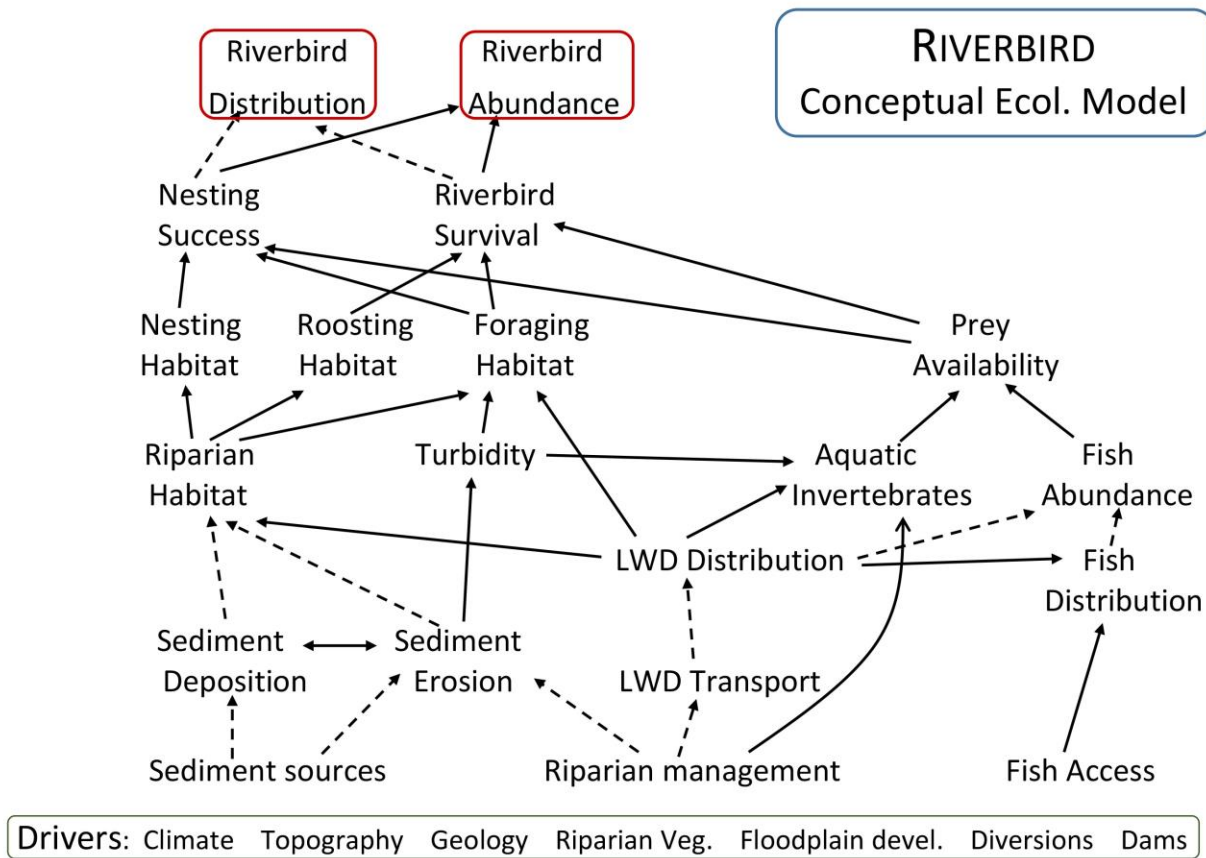 Riverbird
Distribution
Riverbird
Abundance
RIVERBIRD
Conceptual Ecol. Model
Nesting
Success
Riverbird
Survival
Nesting
Habitat
Roosting
Habitat
Foraging
Habitat
Prey
Availability
Riparian
Habitat
Turbidity
Aquatic
Invertebrates
Fish
Abundance
LWD Distribution
Fish
Distribution
Sediment
Deposition
Sediment
Erosion
LWD Transport
Sediment sources
Riparian management
Fish Access
Drivers: Climate Topography Geology Riparian Veg. Floodplain devel. Diversions Dams